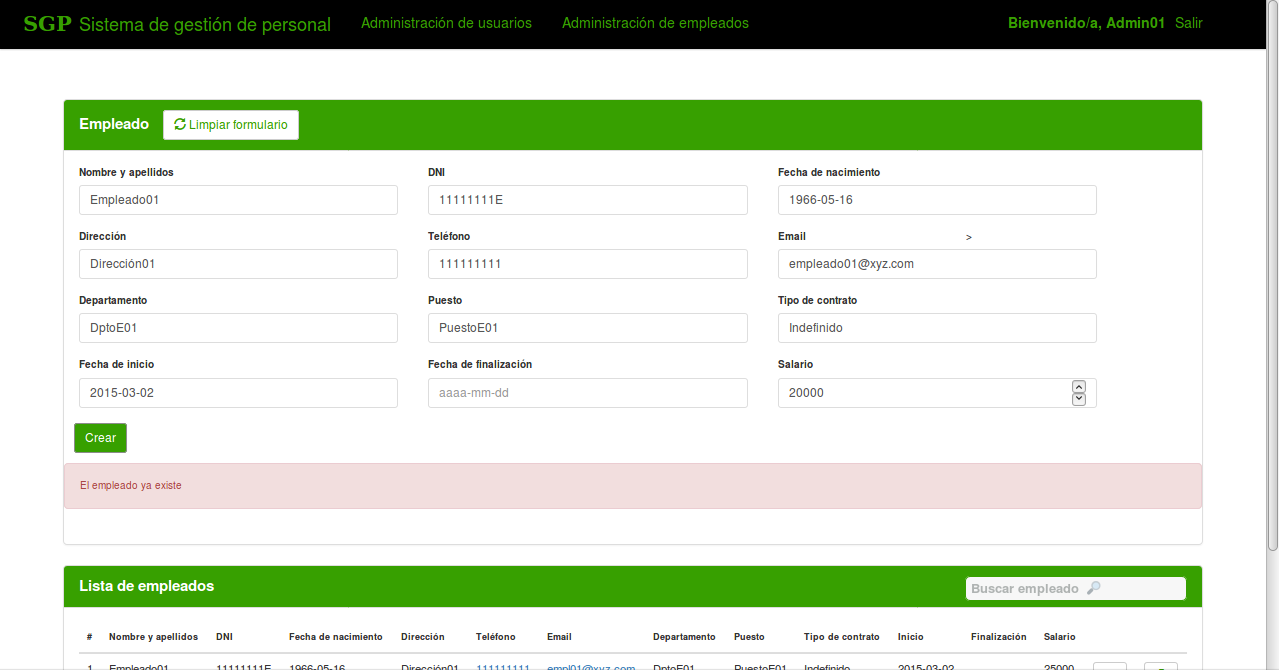 SGP Sistema de gestión de personal Administración de usuarios Administración de empleados Bienvenido/a, Admin01 Salir
Empleado Limpiar formulario
Nombre y apellidos DNI Fecha de nacimiento
Empleado01 11111111E 1966-05-16
Dirección Teléfono Email >
Dirección01 111111111 empleado01@xyz.com
Departamento Puesto Tipo de contrato
DptoE01 PuestoE01 Indefinido
Fecha de inicio Fecha de finalización Salario
2015-03-02 aaaa-mm-dd 20000
Crear
El empleado ya existe
Lista de empleados Buscar empleado
# Nombre y apellidos DNI Fecha de nacimiento Dirección Teléfono Email Departamento Puesto Tipo de contrato Inicio Finalización Salario
1 Empleado01 11111111E 1966-05-16 Dirección01 111111111 empl01@xyz.com DptoE01 PuestoE01 Indefinido 2015-03-02 25000